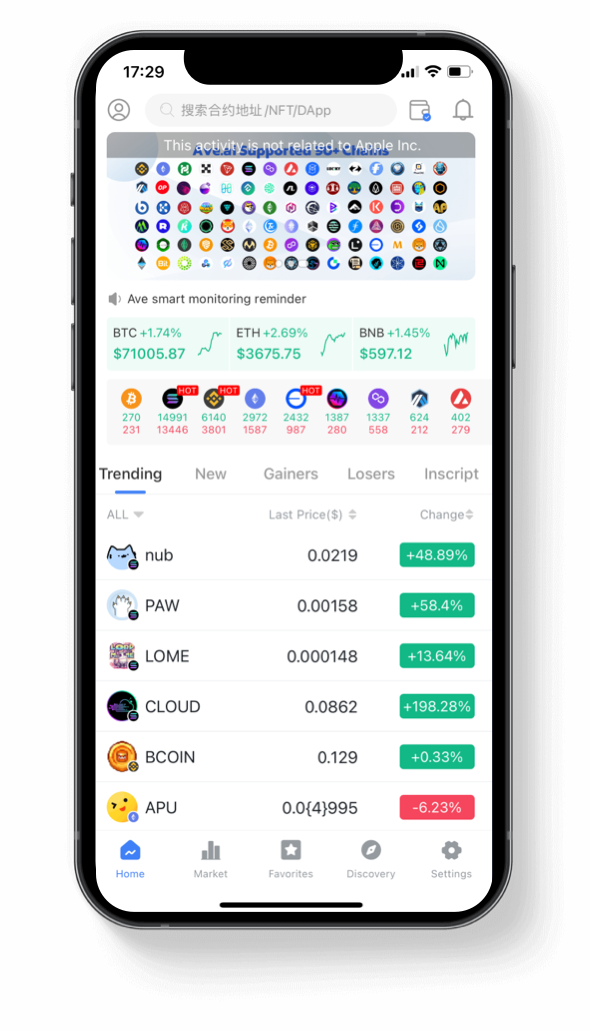 17:29
搜索合约地址/NFT/DApp
Ave.ai Supported 50+ Chains
This activity is not related to Apple Inc.
Ave smart monitoring reminder
BTC +1.74% ETH +2.69% BNB +1.45%
$71005.87 $3675.75 $597.12
HOT HOT HOT
270 14991 6140 2972 2432 1387 1337 624 402
231 13446 3801 1587 987 280 558 212 279
Trending New Gainers Losers Inscript
ALL Last Price($) Change
nub 0.0219 +48.89%
PAW 0.00158 +58.4%
LOME 0.000148 +13.64%
CLOUD 0.0862 +198.28%
BCOIN 0.129 +0.33%
APU 0.0{4}995 -6.23%
Home Market Favorites Discovery Settings